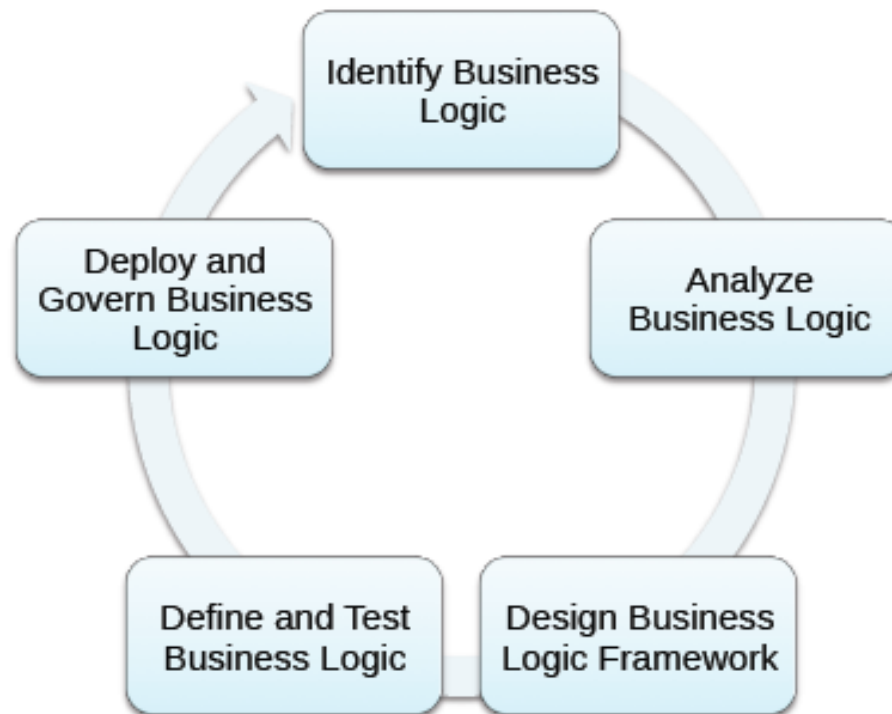 Identify Business
Logic
Analyze
Business Logic
Design Business
Logic Framework
Define and Test
Business Logic
Deploy and
Govern Business
Logic